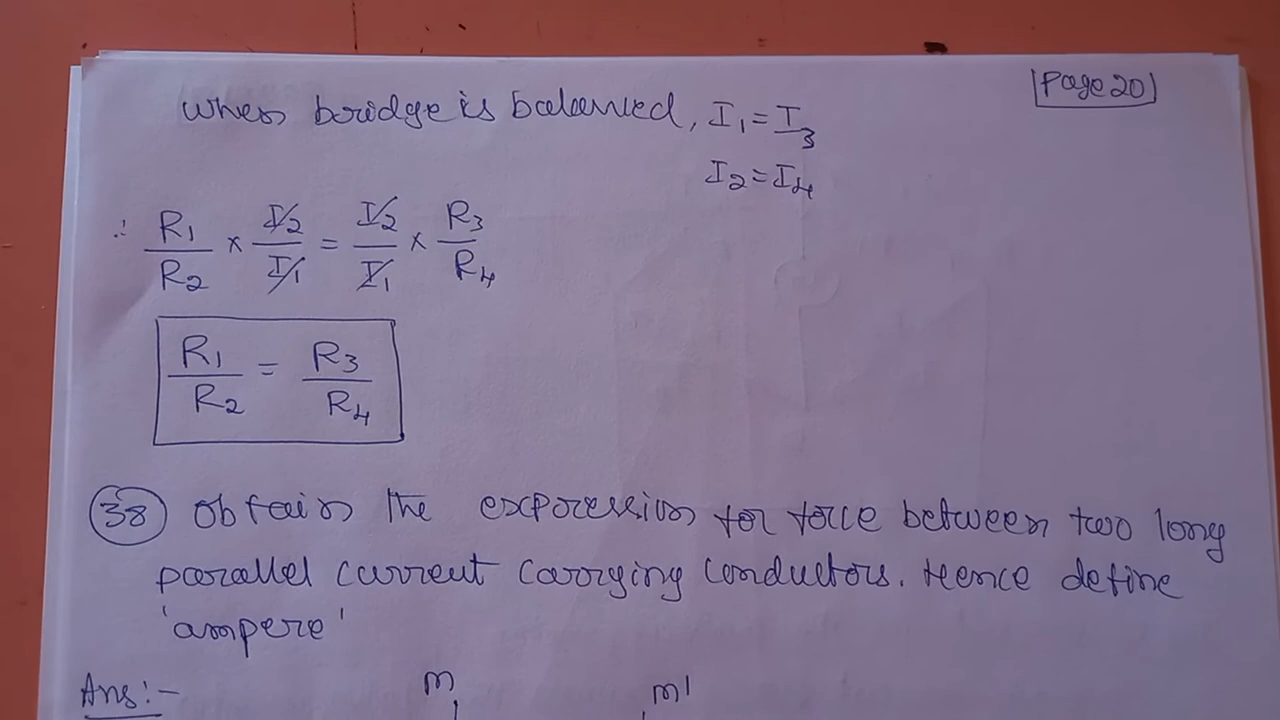 Page 20
When bridge is balanced, I₁ = I₃
I₂ = I₄
∴ R₁/R₂ × I₂/I₁ = I₂/I₁ × R₃/R₄
R₁/R₂ = R₃/R₄
38 Obtain the expression for force between two long
parallel current carrying conductors. Hence define
'ampere'
Ans:-
m m'